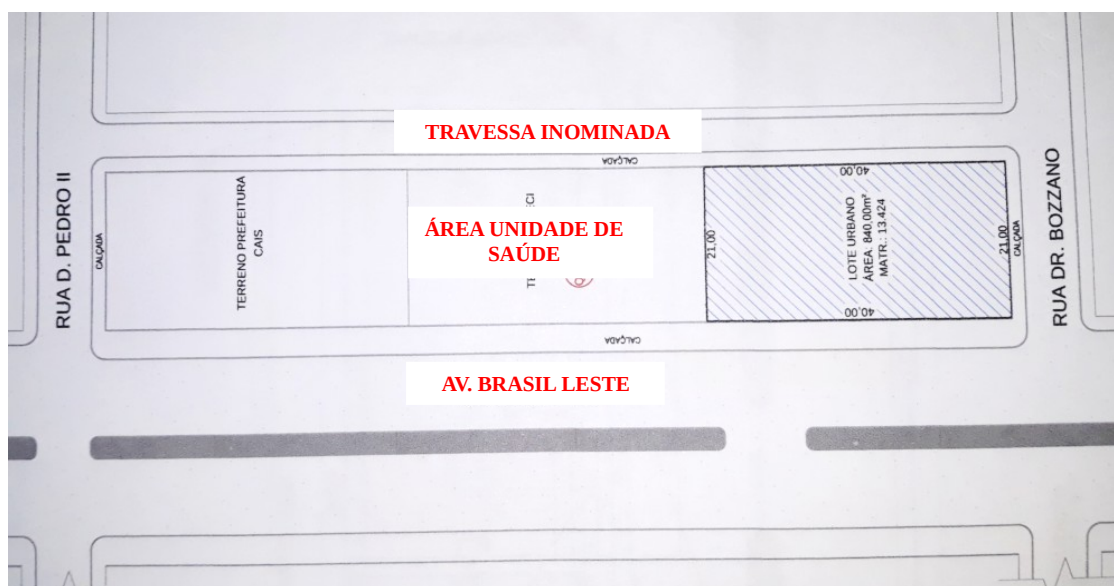 TRAVESSA INOMINADA
CALÇADA
40,00
RUA D. PEDRO II
CALÇADA
TERRENO PREFEITURA
CAIS
ÁREA UNIDADE DE
SAÚDE
21,00
LOTE URBANO
ÁREA: 840,00m²
MATR.: 13.424
21,00
CALÇADA
RUA DR. BOZZANO
40,00
CALÇADA
AV. BRASIL LESTE